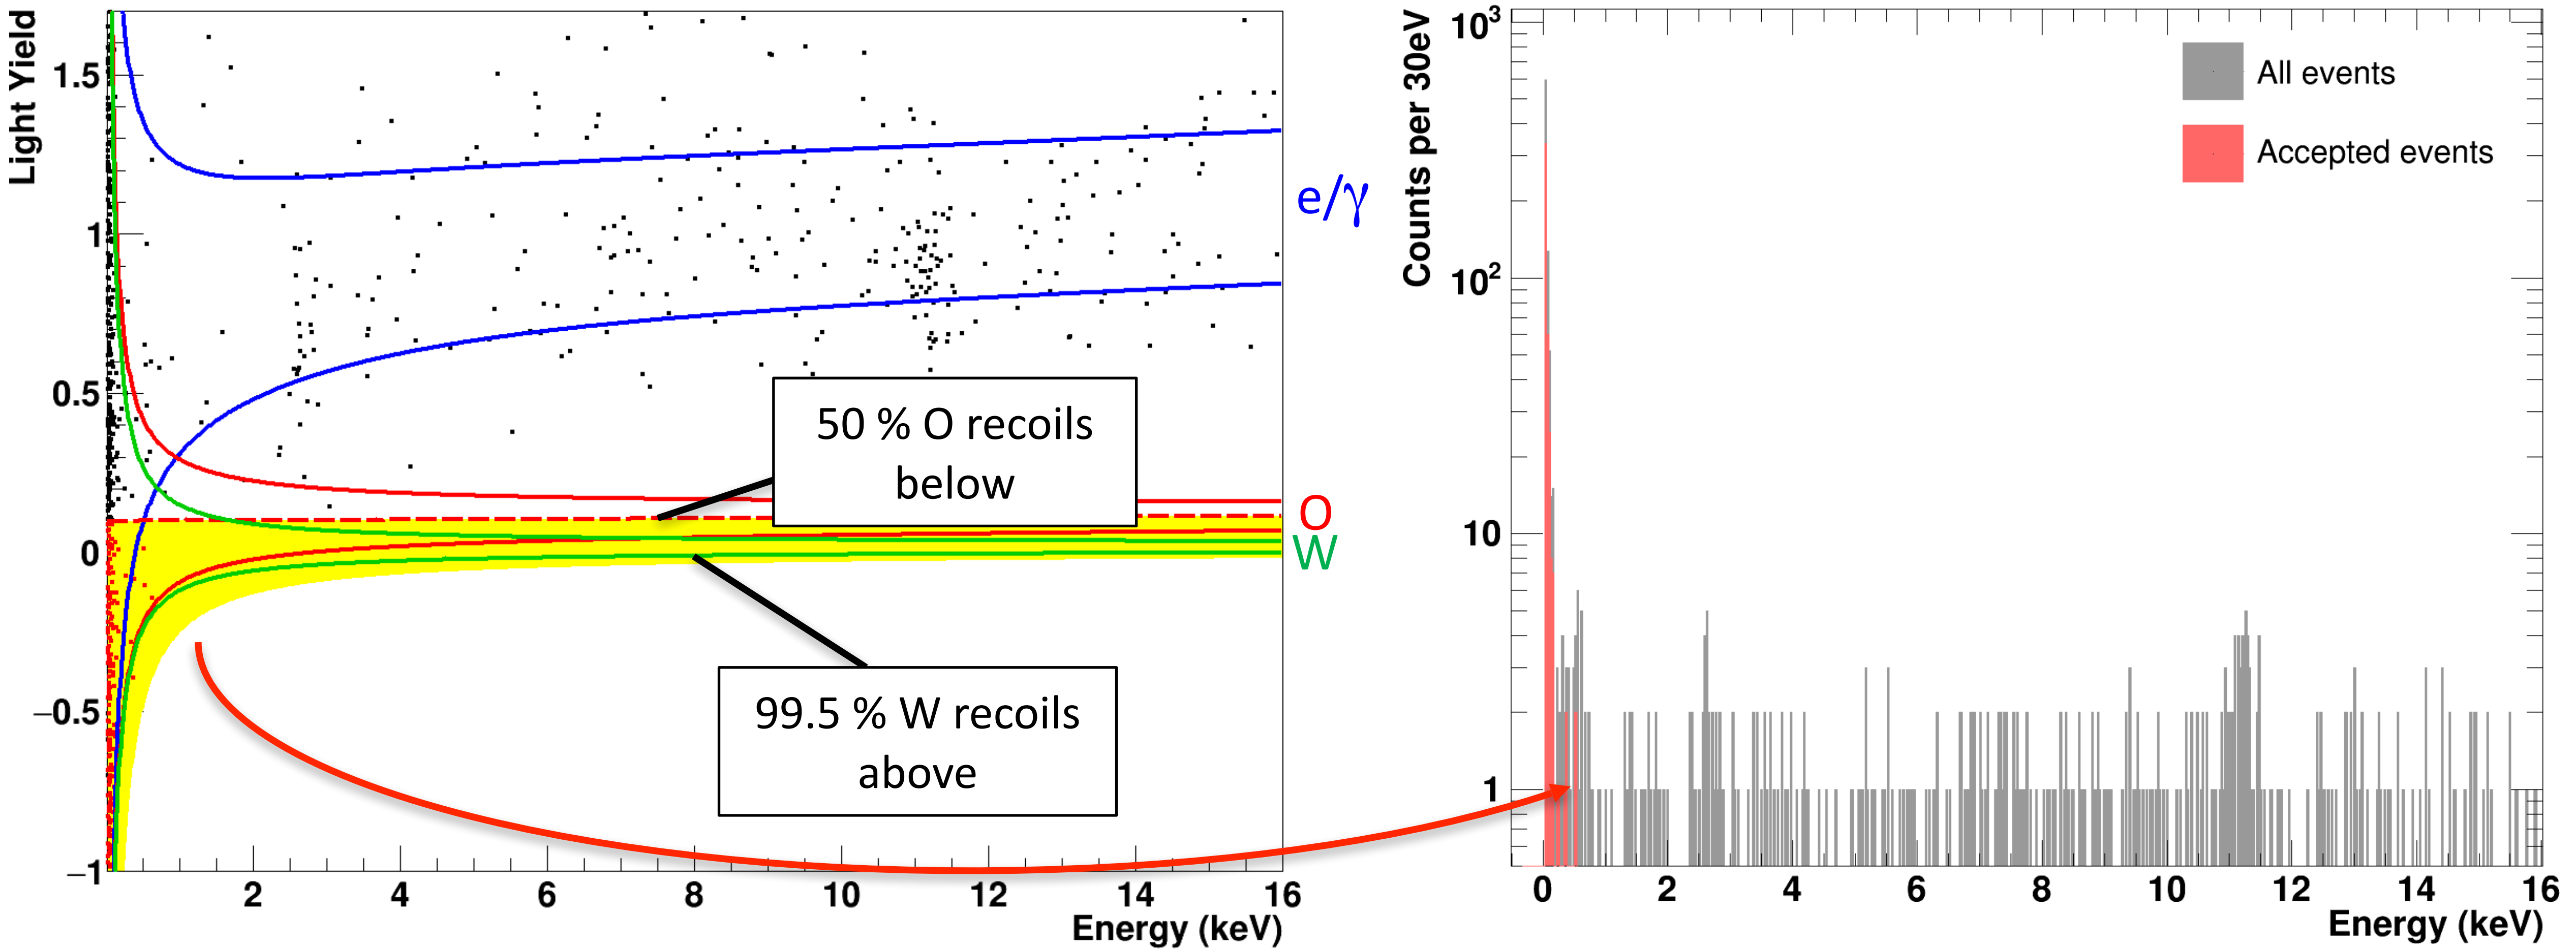 Light Yield
1.5
1
0.5
0
−0.5
−1
2 4 6 8 10 12 14 16
Energy (keV)
50 % O recoils
below
99.5 % W recoils
above
e/γ
O
W
Counts per 30eV
10³
10²
10
1
0 2 4 6 8 10 12 14 16
Energy (keV)
All events
Accepted events